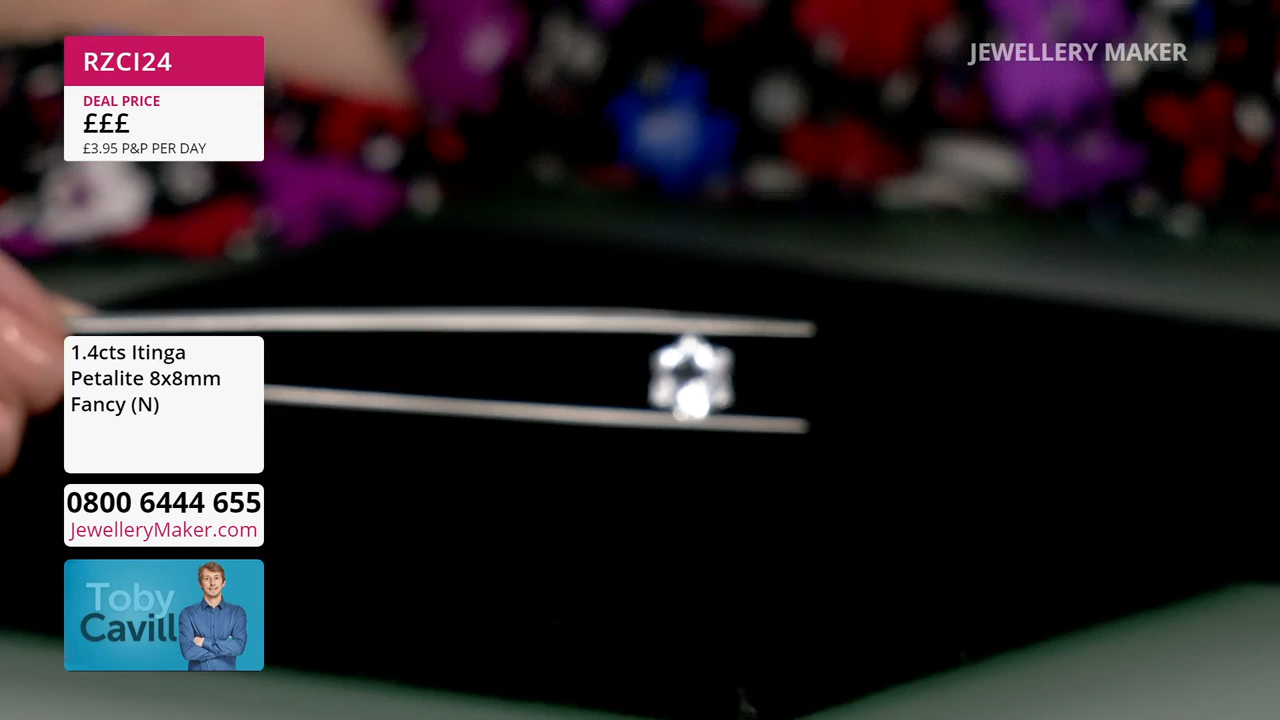 RZCI24
DEAL PRICE
£££
£3.95 P&P PER DAY
JEWELLERY MAKER
1.4cts Itinga
Petalite 8x8mm
Fancy (N)
0800 6444 655
JewelleryMaker.com
Toby
Cavill